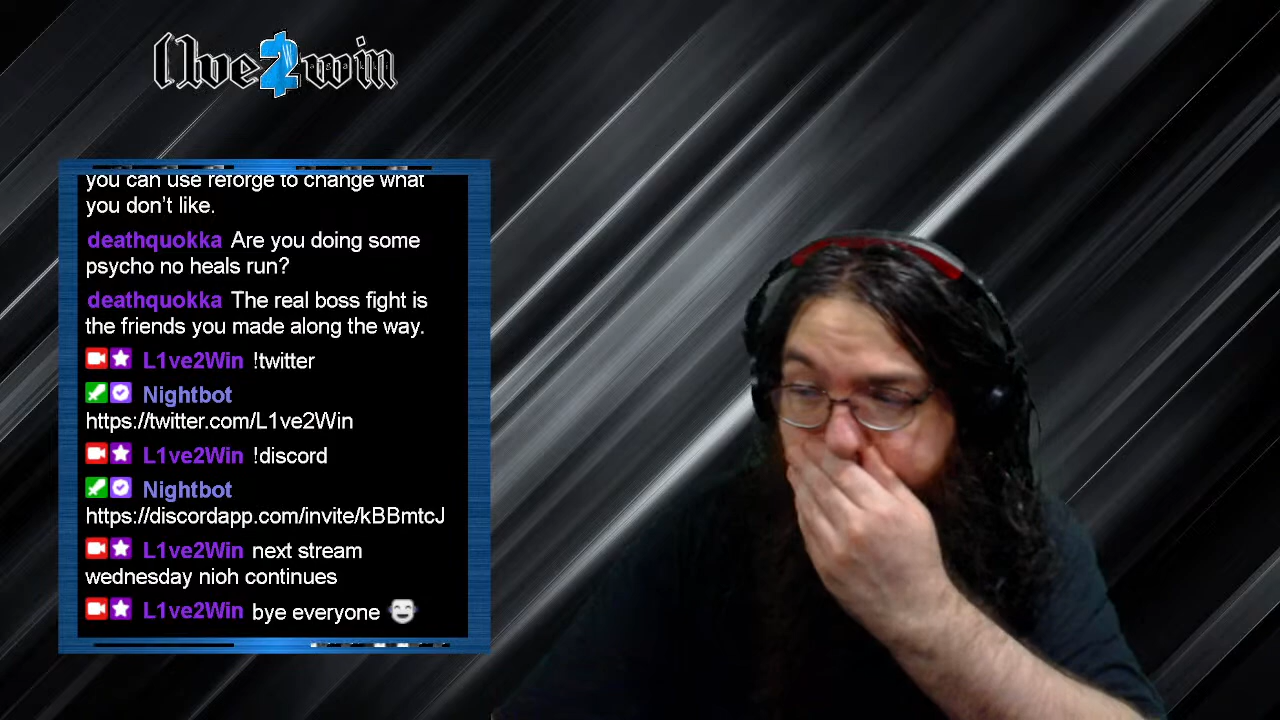 l1ve2win
you can use reforge to change what
you don't like.
deathquokka Are you doing some
psycho no heals run?
deathquokka The real boss fight is
the friends you made along the way.
L1ve2Win !twitter
Nightbot
https://twitter.com/L1ve2Win
L1ve2Win !discord
Nightbot
https://discordapp.com/invite/kBBmtcJ
L1ve2Win next stream
wednesday nioh continues
L1ve2Win bye everyone